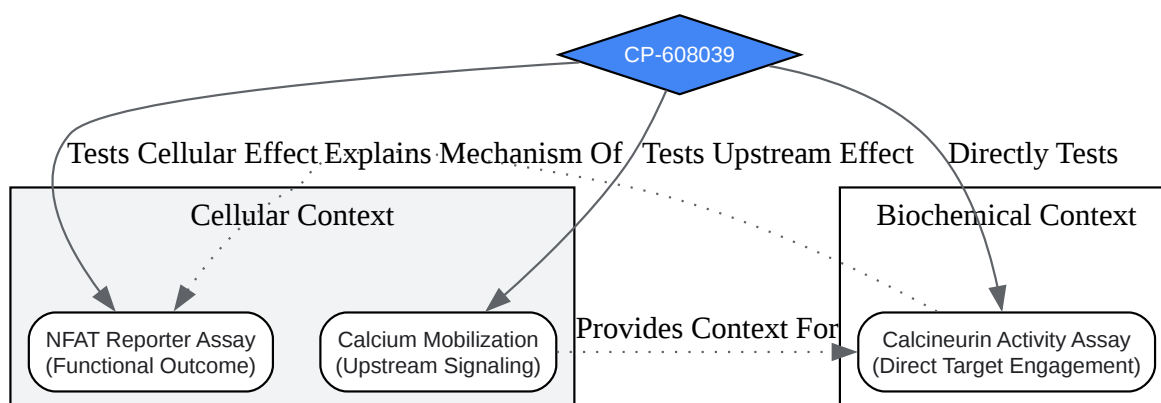 CP-608039
Tests Cellular Effect
Explains Mechanism Of
Tests Upstream Effect
Directly Tests
Cellular Context
Biochemical Context
NFAT Reporter Assay
(Functional Outcome)
Calcium Mobilization
(Upstream Signaling)
Provides Context For
Calcineurin Activity Assay
(Direct Target Engagement)